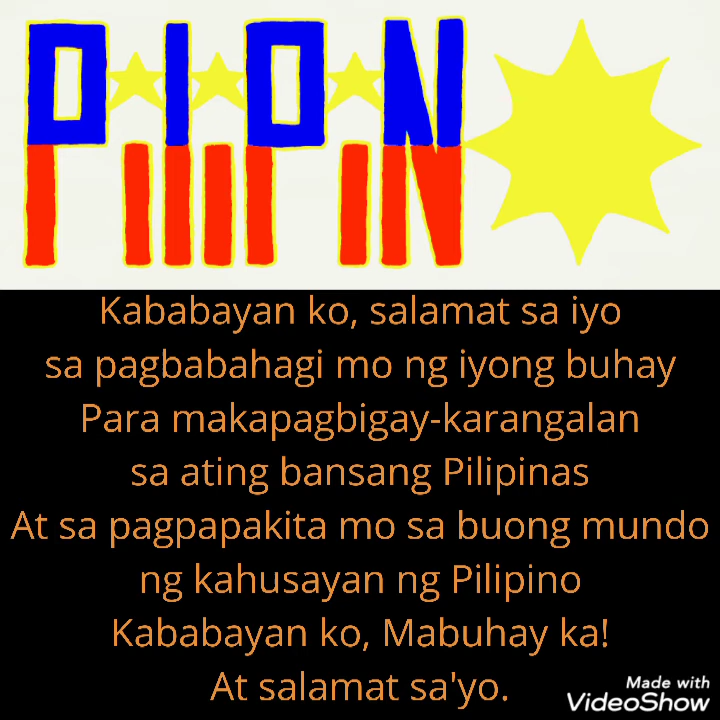 PILIPIN
Kababayan ko, salamat sa iyo
sa pagbabahagi mo ng iyong buhay
Para makapagbigay-karangalan
sa ating bansang Pilipinas
At sa pagpapakita mo sa buong mundo
ng kahusayan ng Pilipino
Kababayan ko, Mabuhay ka!
At salamat sa'yo.
Made with
VideoShow